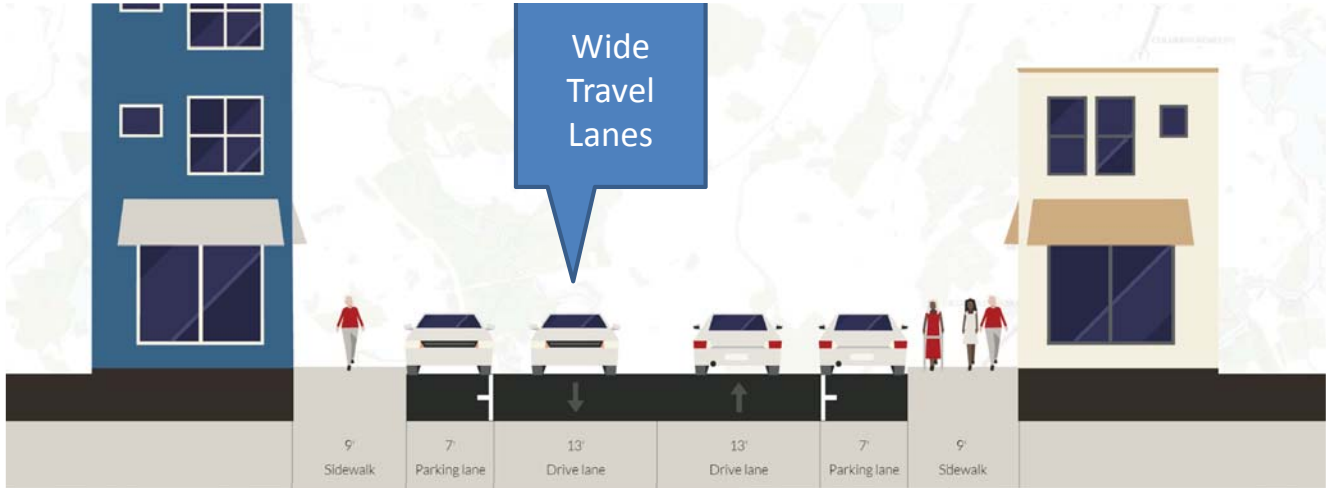 Wide
Travel
Lanes
9' 7' 13' 13' 7' 9'
Sidewalk Parking lane Drive lane Drive lane Parking lane Sidewalk